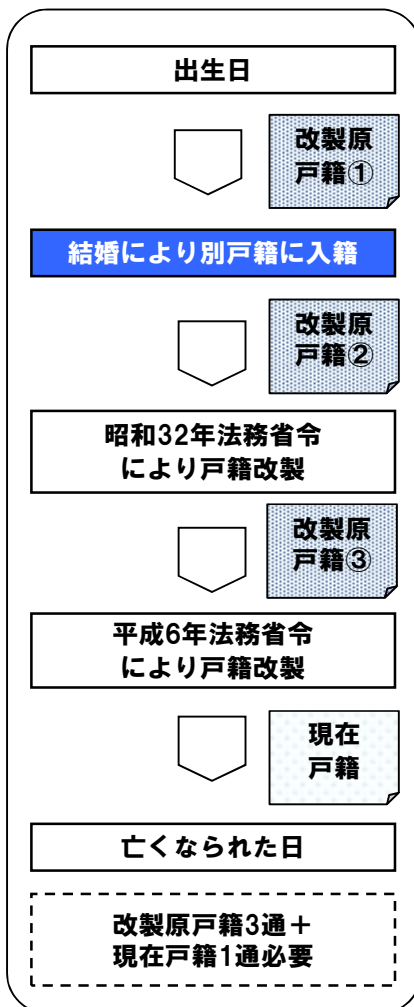 出生日
改製原
戸籍①
結婚により別戸籍に入籍
改製原
戸籍②
昭和32年法務省令
により戸籍改製
改製原
戸籍③
平成6年法務省令
により戸籍改製
現在
戸籍
亡くなられた日
改製原戸籍3通＋
現在戸籍1通必要